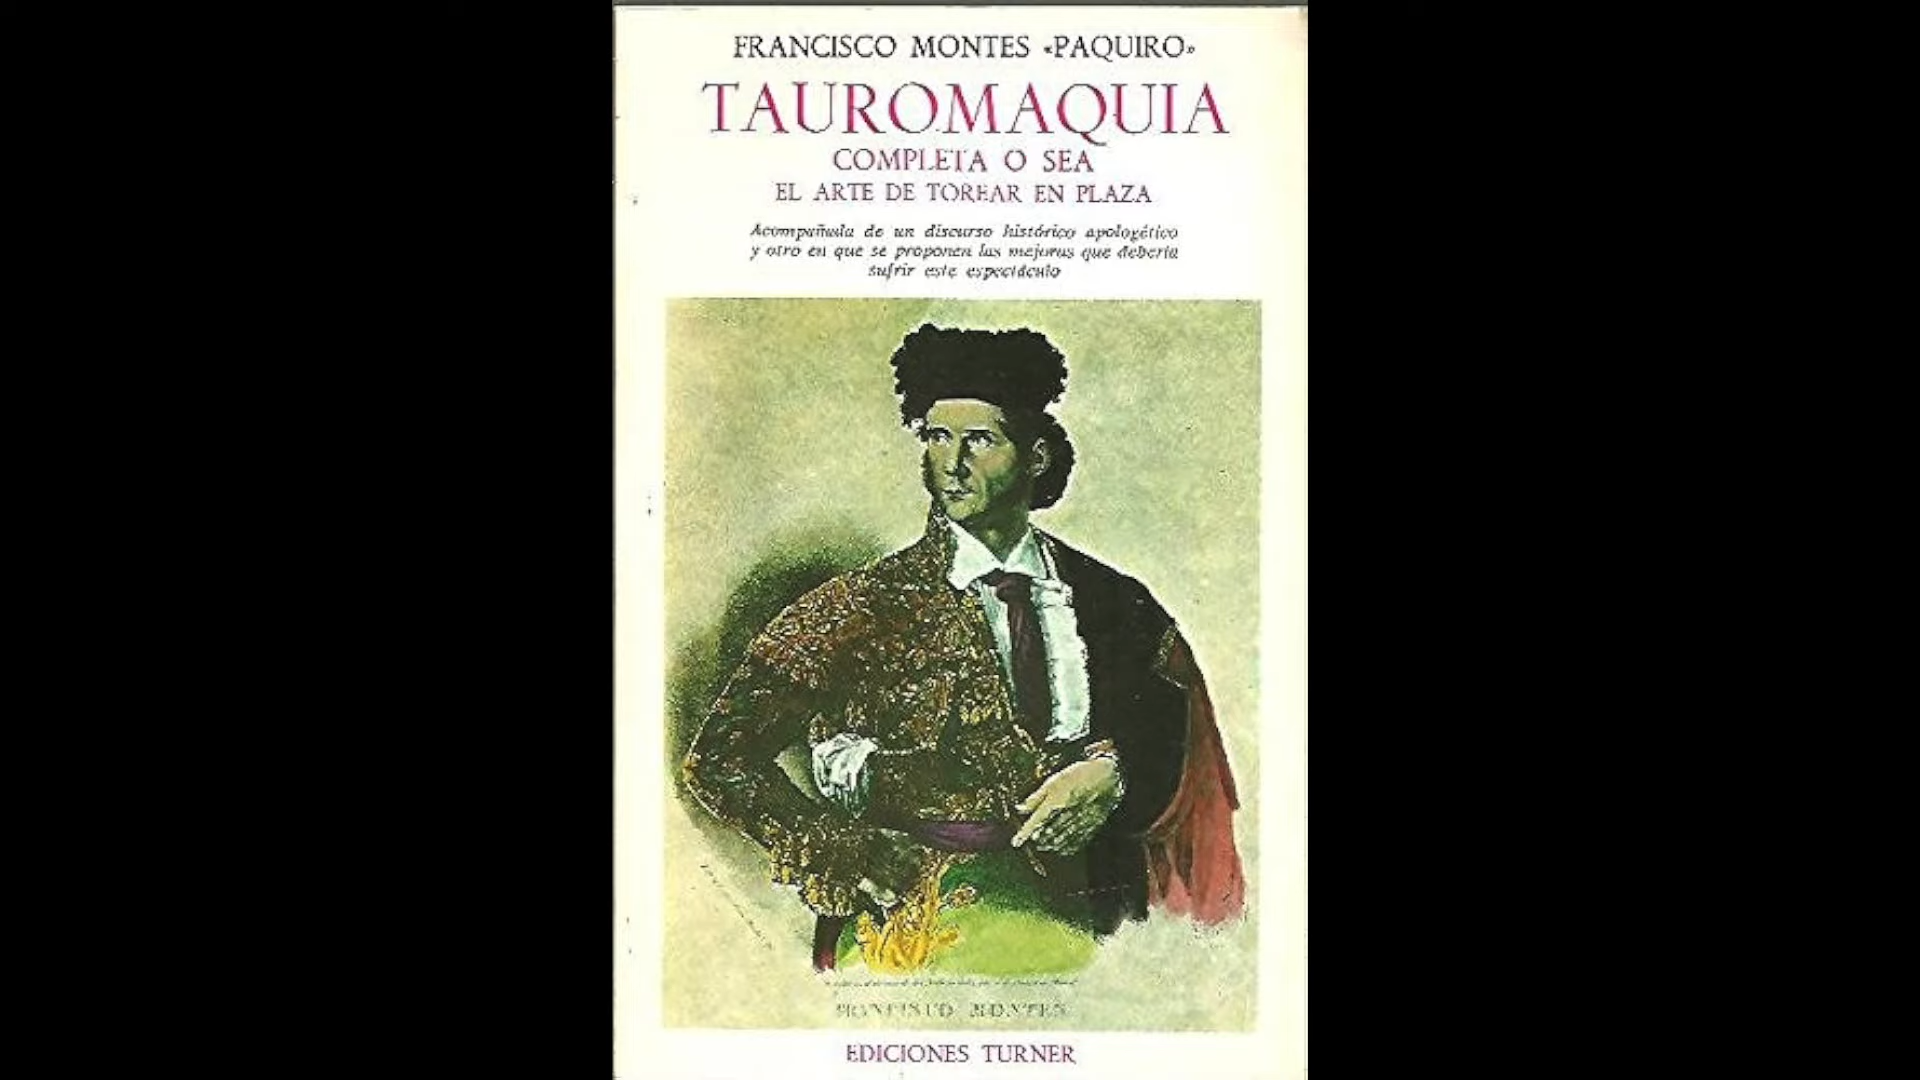 FRANCISCO MONTES «PAQUIRO»
TAUROMAQUIA
COMPLETA O SEA
EL ARTE DE TOREAR EN PLAZA
Acompañada de un discurso histórico apologético
y otro en que se proponen las mejoras que debería
sufrir este espectáculo
FRANCISCO MONTES
EDICIONES TURNER